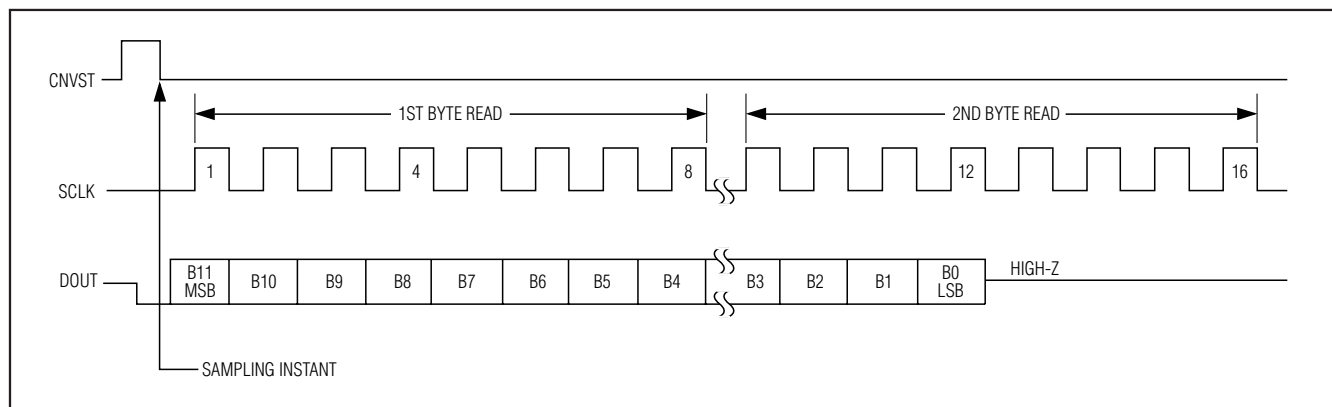 CNVST
1ST BYTE READ 2ND BYTE READ
1 4 8 12 16
SCLK
B11 MSB B10 B9 B8 B7 B6 B5 B4 B3 B2 B1 B0 LSB
DOUT HIGH-Z
SAMPLING INSTANT